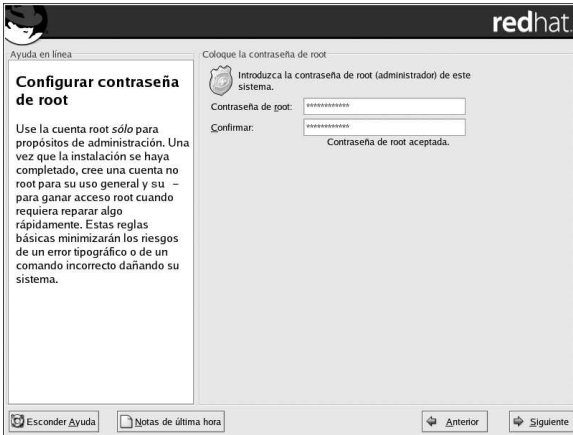 redhat.
Ayuda en línea
Configurar contraseña
de root
Use la cuenta root sólo para
propósitos de administración. Una
vez que la instalación se haya
completado, cree una cuenta no
root para su uso general y su -
para ganar acceso root cuando
requiera reparar algo
rápidamente. Estas reglas
básicas minimizarán los riesgos
de un error tipográfico o de un
comando incorrecto dañando su
sistema.
Coloque la contraseña de root
Introduzca la contraseña de root (administrador) de este
sistema.
Contraseña de root: ************
Confirmar: ************
Contraseña de root aceptada.
Esconder Ayuda
Notas de última hora
Anterior
Siguiente